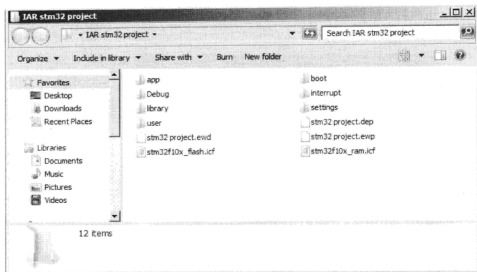 IAR stm32 project
IAR stm32 project
Search IAR stm32 project
Organize Include in library Share with Burn New folder
Favorites
Desktop
Downloads
Recent Places
Libraries
Documents
Music
Pictures
Videos
app
Debug
library
user
stm32 project.ewd
stm32f10x_flash.icf
boot
interrupt
settings
stm32 project.dep
stm32 project.ewp
stm32f10x_ram.icf
12 items